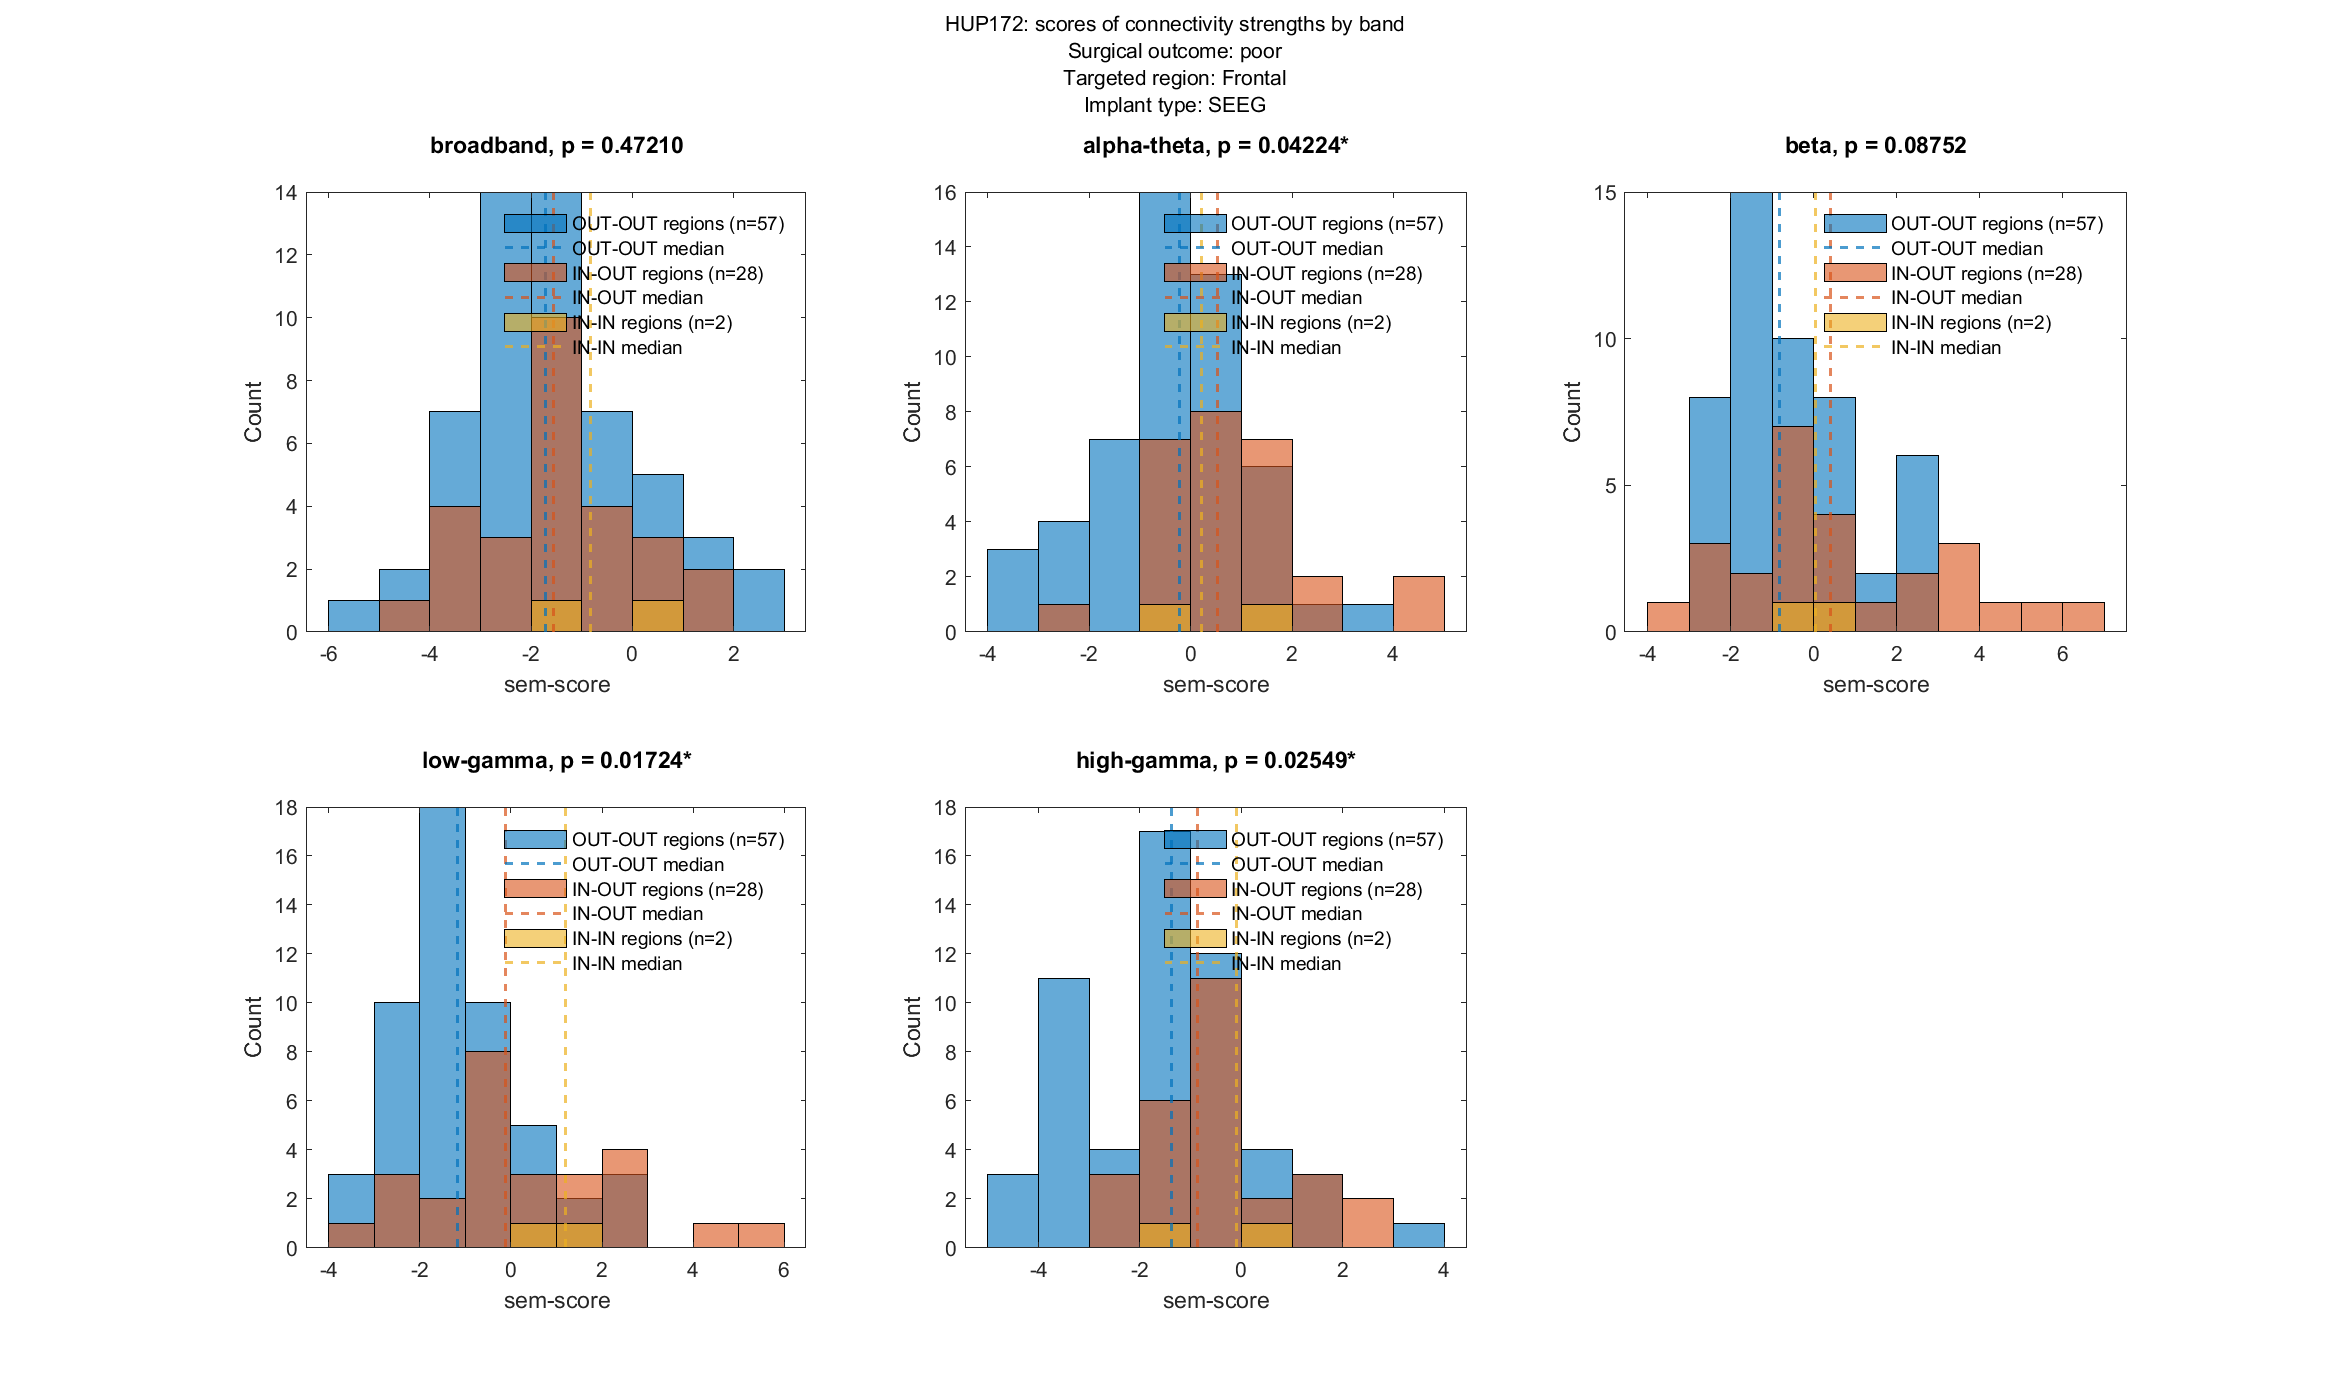 HUP172: scores of connectivity strengths by band
Surgical outcome: poor
Targeted region: Frontal
Implant type: SEEG
broadband, p = 0.47210
14
12
10
8
6
4
2
0
Count
-6 -4 -2 0 2
sem-score
OUT-OUT regions (n=57)
OUT-OUT median
IN-OUT regions (n=28)
IN-OUT median
IN-IN regions (n=2)
IN-IN median
alpha-theta, p = 0.04224*
16
14
12
10
8
6
4
2
0
Count
-4 -2 0 2 4
sem-score
OUT-OUT regions (n=57)
OUT-OUT median
IN-OUT regions (n=28)
IN-OUT median
IN-IN regions (n=2)
IN-IN median
beta, p = 0.08752
15
10
5
0
Count
-4 -2 0 2 4 6
sem-score
OUT-OUT regions (n=57)
OUT-OUT median
IN-OUT regions (n=28)
IN-OUT median
IN-IN regions (n=2)
IN-IN median
low-gamma, p = 0.01724*
18
16
14
12
10
8
6
4
2
0
Count
-4 -2 0 2 4 6
sem-score
OUT-OUT regions (n=57)
OUT-OUT median
IN-OUT regions (n=28)
IN-OUT median
IN-IN regions (n=2)
IN-IN median
high-gamma, p = 0.02549*
18
16
14
12
10
8
6
4
2
0
Count
-4 -2 0 2 4
sem-score
OUT-OUT regions (n=57)
OUT-OUT median
IN-OUT regions (n=28)
IN-OUT median
IN-IN regions (n=2)
IN-IN median